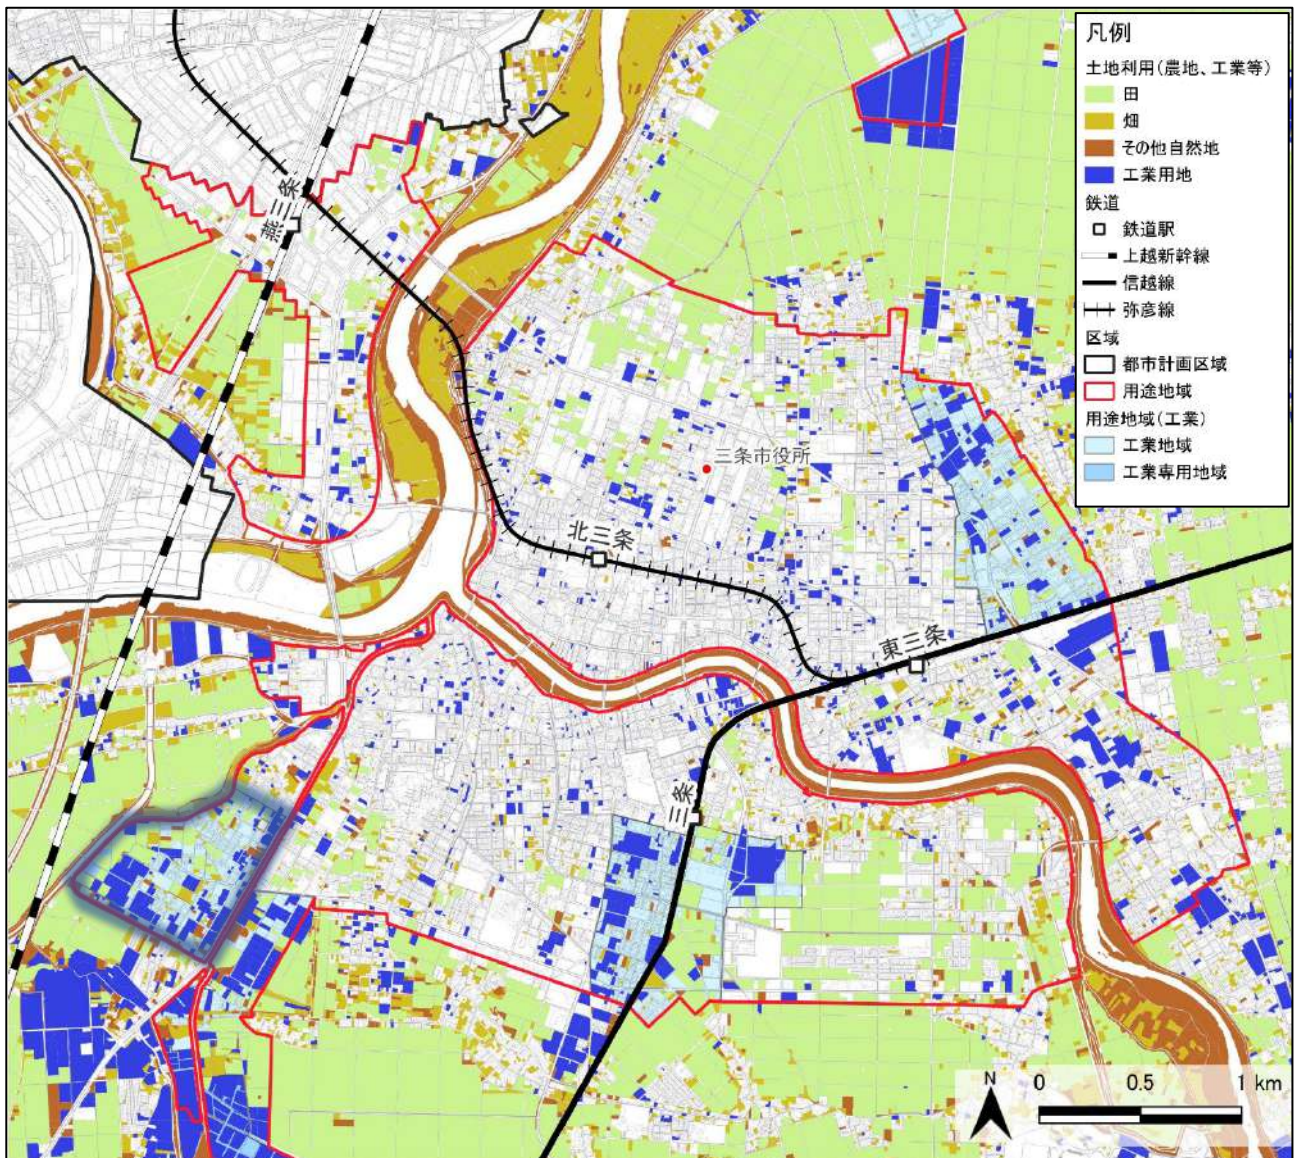 凡例
土地利用(農地、工業等)
田
畑
その他自然地
工業用地
鉄道
鉄道駅
上越新幹線
信越線
弥彦線
区域
都市計画区域
用途地域
用途地域(工業)
工業地域
工業専用地域
燕三条
三条市役所
北三条
東三条
三条
N
0 0.5 1 km